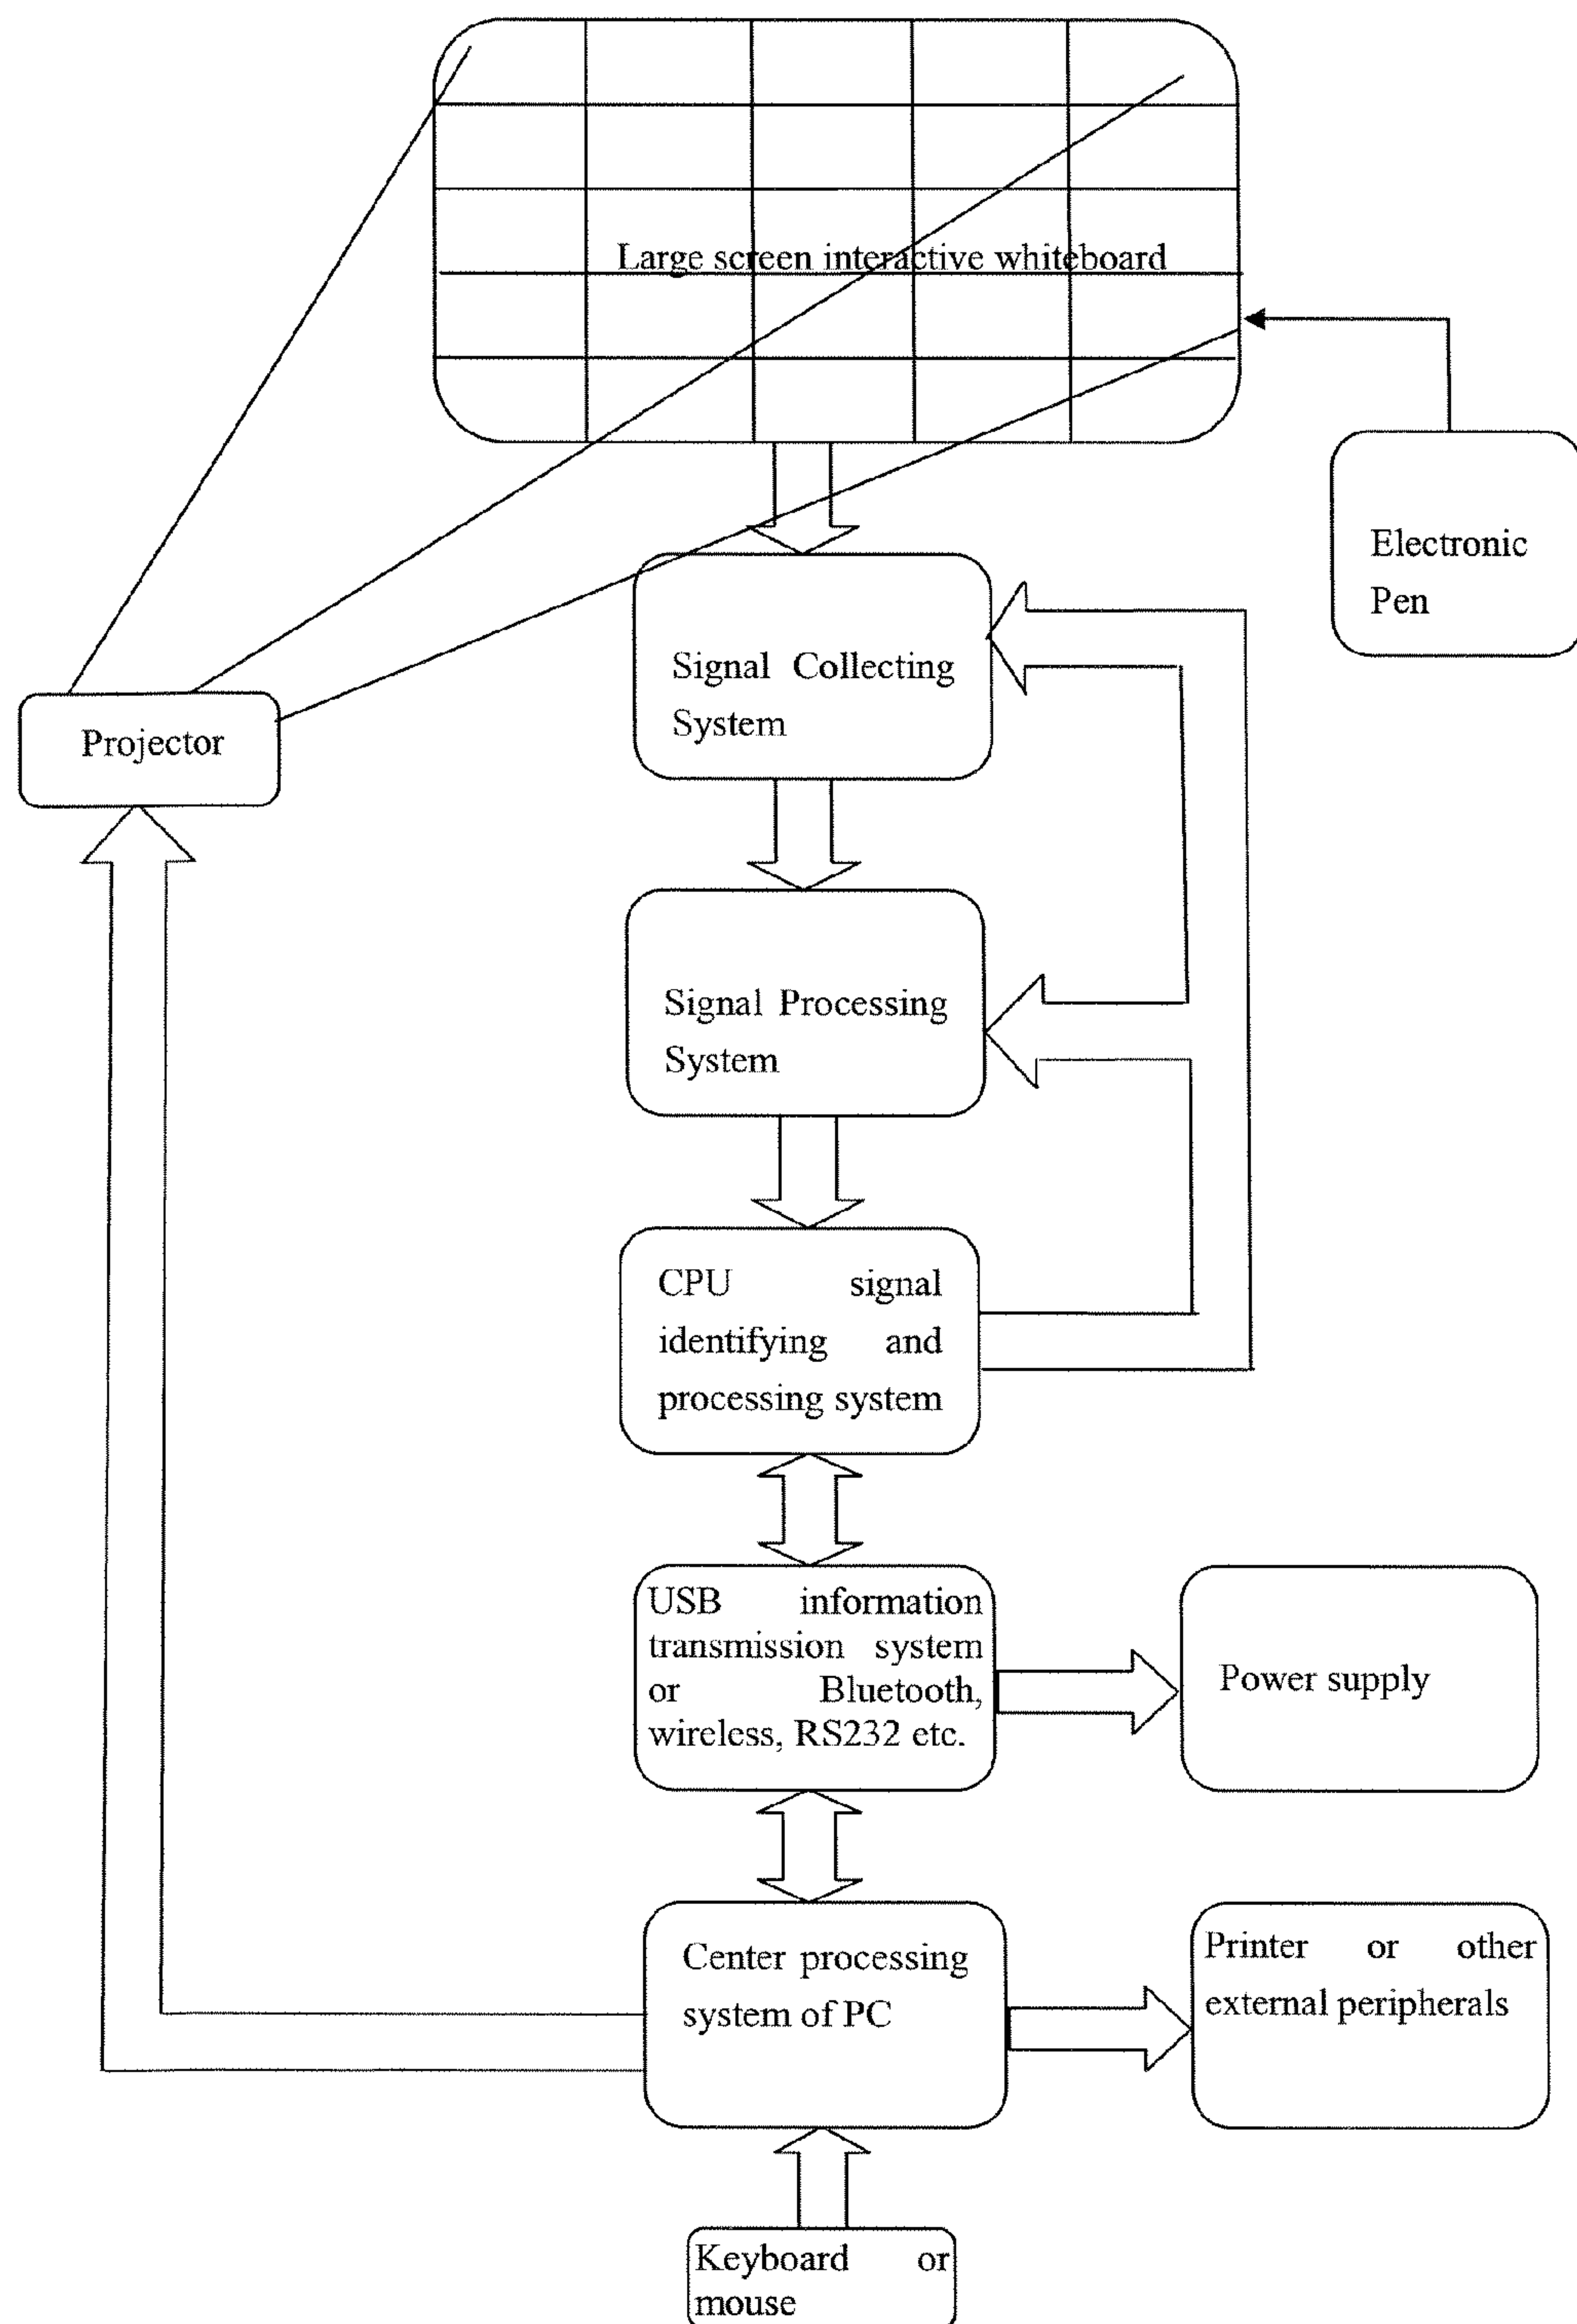 Large screen interactive whiteboard
Electronic
Pen
Signal Collecting
System
Projector
Signal Processing
System
CPU signal
identifying and
processing system
USB information
transmission system
or Bluetooth,
wireless, RS232 etc.
Power supply
Center processing
system of PC
Printer or other
external peripherals
Keyboard or
mouse